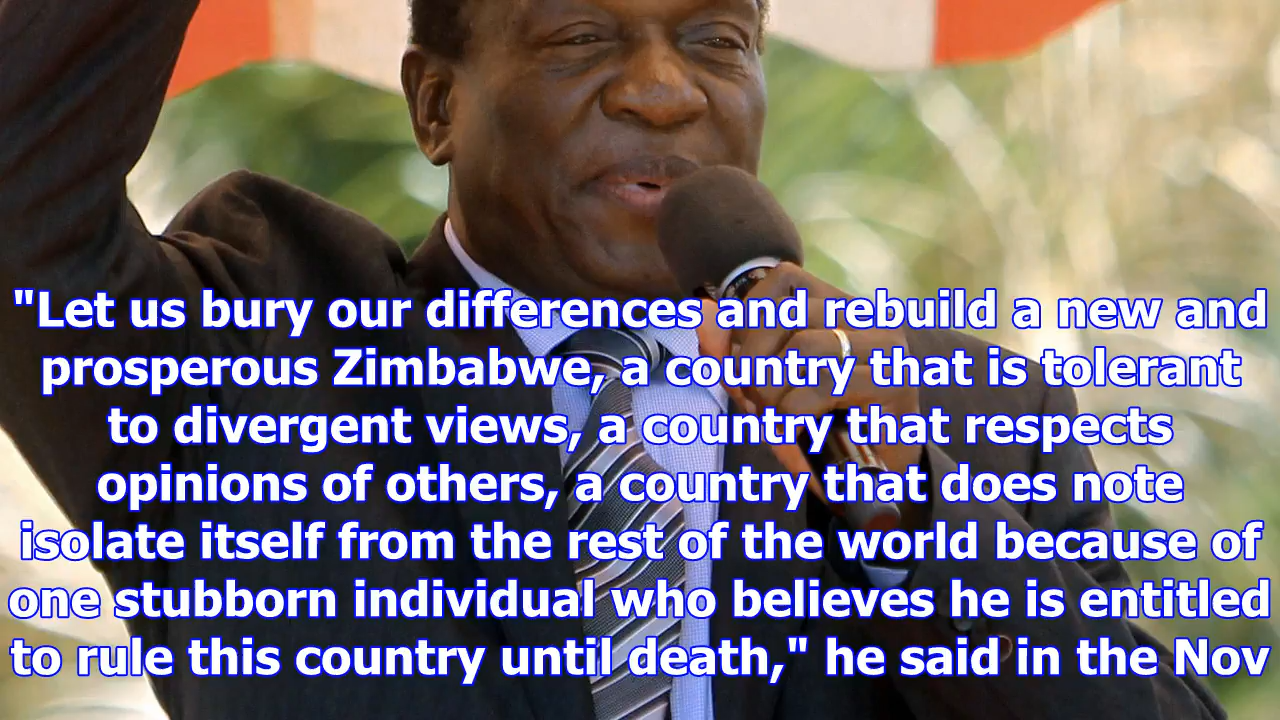 "Let us bury our differences and rebuild a new and
prosperous Zimbabwe, a country that is tolerant
to divergent views, a country that respects
opinions of others, a country that does note
isolate itself from the rest of the world because of
one stubborn individual who believes he is entitled
to rule this country until death," he said in the Nov